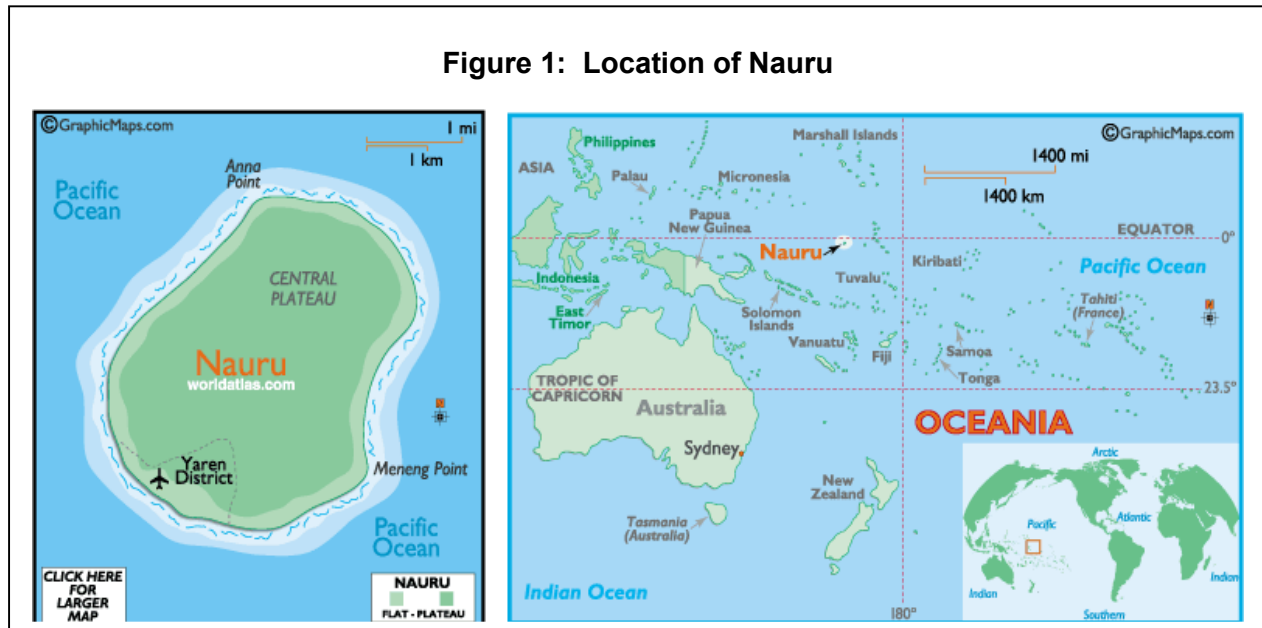 Figure 1:  Location of Nauru
©GraphicMaps.com
1 mi
1 km
Anna
Point
Pacific
Ocean
CENTRAL
PLATEAU
Nauru
worldatlas.com
Yaren
District
Meneng Point
Pacific
Ocean
CLICK HERE
FOR
LARGER
MAP
NAURU
FLAT - PLATEAU
©GraphicMaps.com
Philippines
Marshall Islands
1400 mi
1400 km
ASIA
Palau
Micronesia
Papua
New Guinea
EQUATOR
0°
Nauru
Kiribati
Pacific Ocean
Indonesia
Tuvalu
East
Timor
Solomon
Islands
Tahiti
(France)
Vanuatu
Fiji
Samoa
Tonga
TROPIC OF
CAPRICORN
23.5°
Australia
OCEANIA
Sydney
New
Zealand
Tasmania
(Australia)
Indian Ocean
180°
Arctic
Pacific
Atlantic
Indian
Indian
Southern